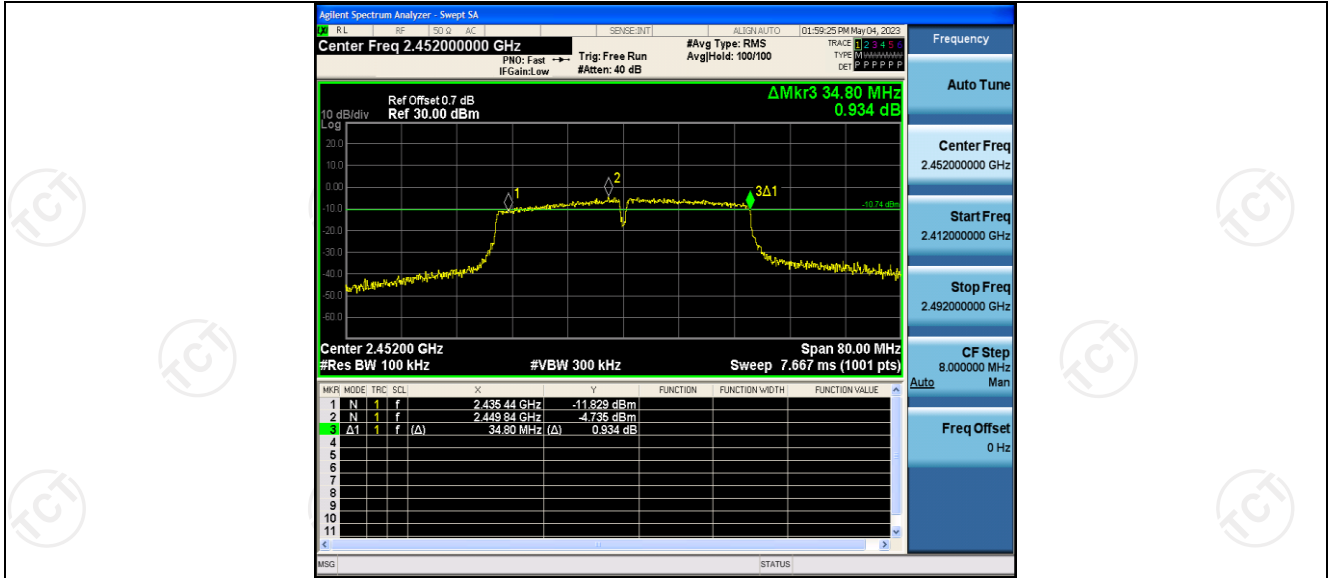 Agilent Spectrum Analyzer - Swept SA
RL RF 50 Ω AC SENSE:INT ALIGN AUTO 01:59:25 PM May 04, 2023
Center Freq 2.452000000 GHz
PNO: Fast
IFGain:Low
Trig: Free Run
#Atten: 40 dB
#Avg Type: RMS
Avg|Hold: 100/100
TRACE 1 2 3 4 5 6
TYPE M W W W W W
DET P P P P P P
ΔMkr3 34.80 MHz
0.934 dB
Ref Offset 0.7 dB
10 dB/div Ref 30.00 dBm
Log
20.0
10.0
0.00
-10.0
-20.0
-30.0
-40.0
-50.0
-60.0
1
2
3Δ1
-10.74 dBm
Center 2.45200 GHz Span 80.00 MHz
#Res BW 100 kHz #VBW 300 kHz Sweep 7.667 ms (1001 pts)
MKR MODE TRC SCL X Y FUNCTION FUNCTION WIDTH FUNCTION VALUE
1 N 1 f 2.435 44 GHz -11.829 dBm
2 N 1 f 2.449 84 GHz -4.735 dBm
3 Δ1 1 f (Δ) 34.80 MHz (Δ) 0.934 dB
4
5
6
7
8
9
10
11
MSG STATUS
Frequency
Auto Tune
Center Freq
2.452000000 GHz
Start Freq
2.412000000 GHz
Stop Freq
2.492000000 GHz
CF Step
8.000000 MHz
Auto Man
Freq Offset
0 Hz
TCT
TCT
TCT
TCT
TCT
TCT